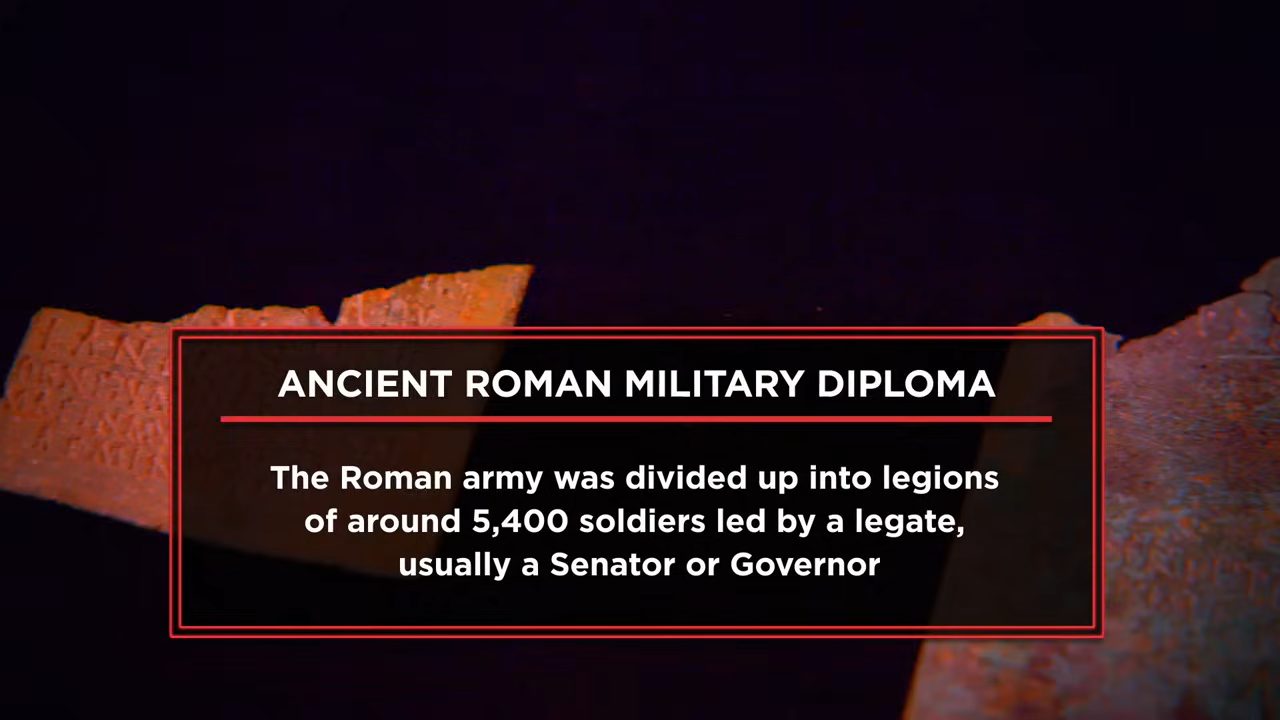 ANCIENT ROMAN MILITARY DIPLOMA
The Roman army was divided up into legions
of around 5,400 soldiers led by a legate,
usually a Senator or Governor